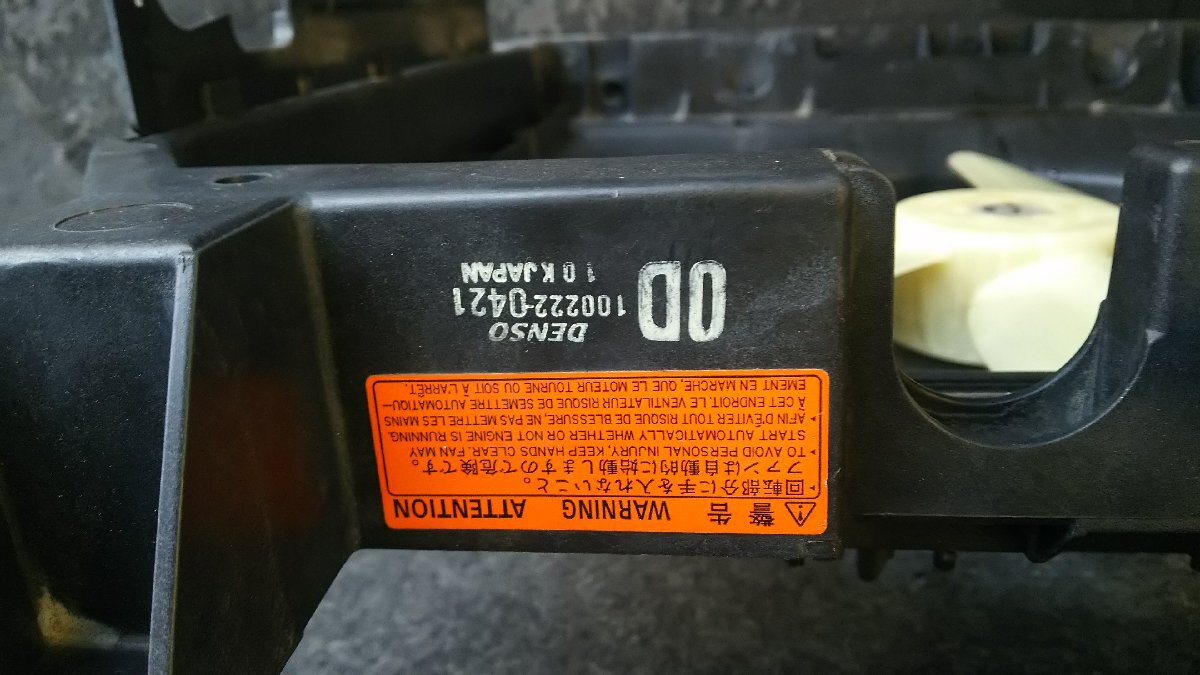 0D
DENSO
100222-0421
1 0 K JAPAN
⚠ 警 告 WARNING ATTENTION
・回転部分に手を入れないこと。
ファンは自動的に始動しますので危険です。
・TO AVOID PERSONAL INJURY, KEEP HANDS CLEAR. FAN MAY
START AUTOMATICALLY WHETHER OR NOT ENGINE IS RUNNING.
・AFIN D'ÉVITER TOUT RISQUE DE BLESSURE, NE PAS METTRE LES MAINS
À CET ENDROIT. LE VENTILATEUR RISQUE DE SEMETTRE AUTOMATIQU-
EMENT EN MARCHE, QUE LE MOTEUR TOURNE OU SOIT À L'ARRÊT.